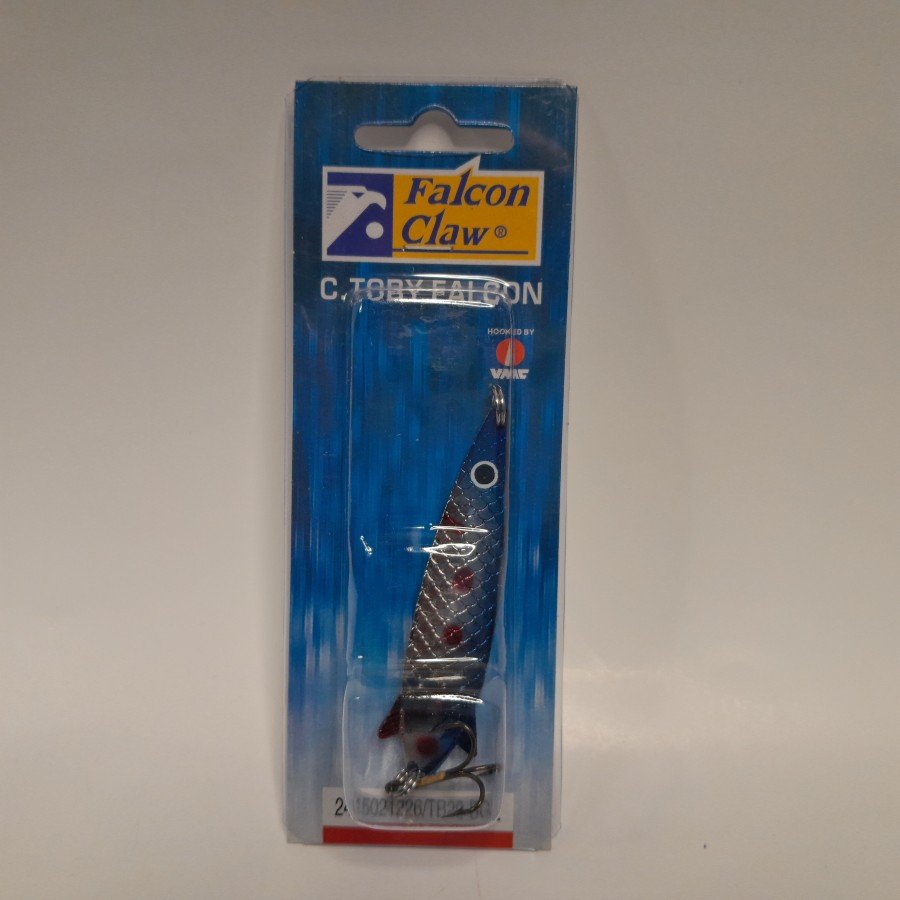 Falcon
Claw®
C. TOBY FALCON
HOOKED BY
VMC